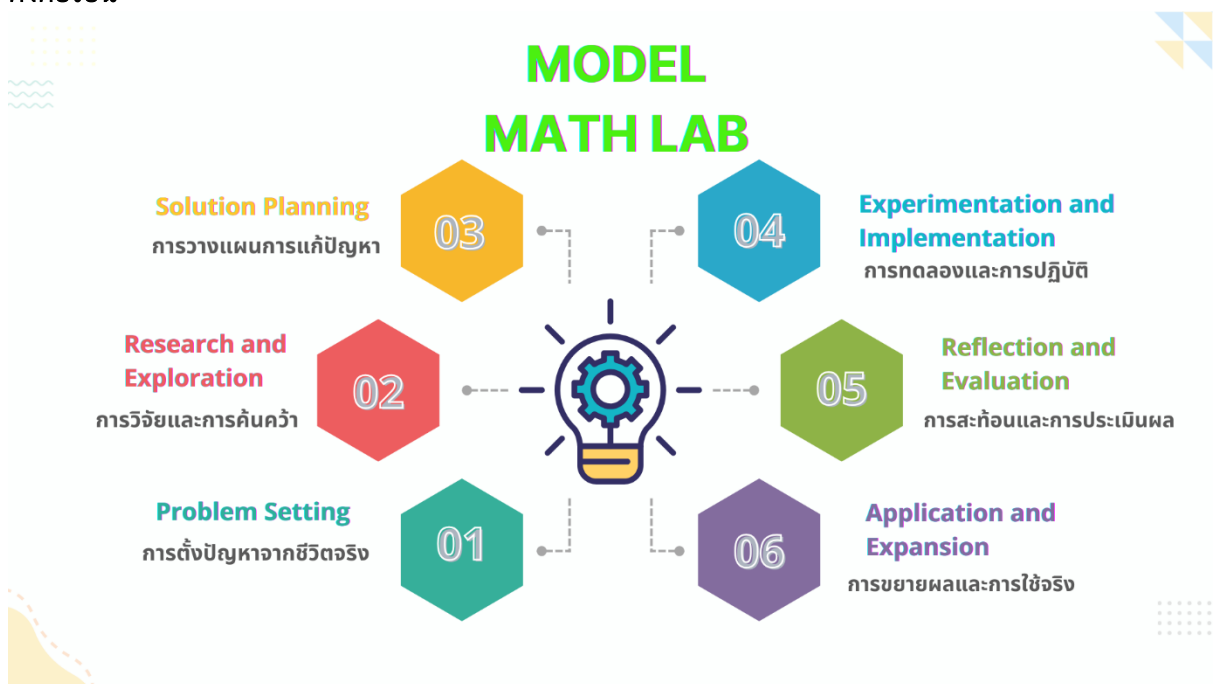 MODEL
MATH LAB
Solution Planning
การวางแผนการแก้ปัญหา
03
04
Experimentation and
Implementation
การทดลองและการปฏิบัติ
Research and
Exploration
การวิจัยและการค้นคว้า
02
05
Reflection and
Evaluation
การสะท้อนและการประเมินผล
Problem Setting
การตั้งปัญหาจากชีวิตจริง
01
06
Application and
Expansion
การขยายผลและการใช้จริง